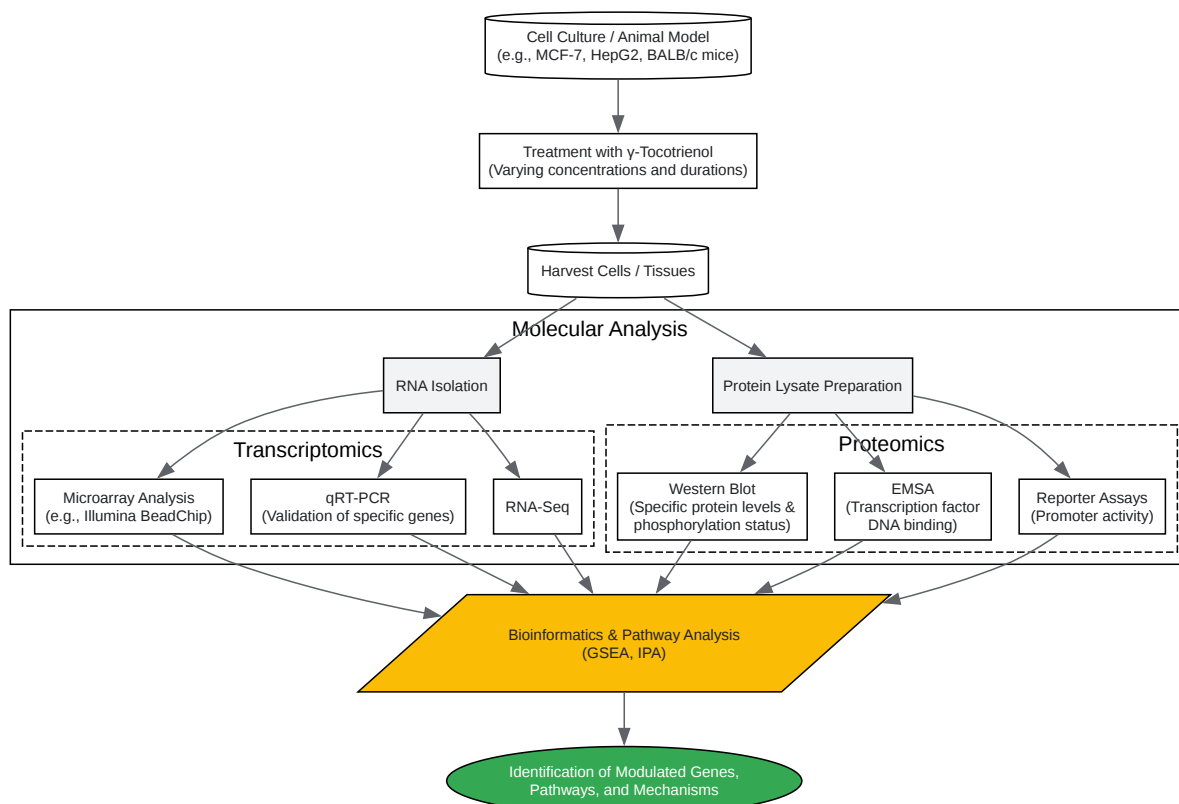 Cell Culture / Animal Model
(e.g., MCF-7, HepG2, BALB/c mice)
Treatment with γ-Tocotrienol
(Varying concentrations and durations)
Harvest Cells / Tissues
Molecular Analysis
RNA Isolation
Protein Lysate Preparation
Transcriptomics
Proteomics
Microarray Analysis
(e.g., Illumina BeadChip)
qRT-PCR
(Validation of specific genes)
RNA-Seq
Western Blot
(Specific protein levels &
phosphorylation status)
EMSA
(Transcription factor
DNA binding)
Reporter Assays
(Promoter activity)
Bioinformatics & Pathway Analysis
(GSEA, IPA)
Identification of Modulated Genes,
Pathways, and Mechanisms